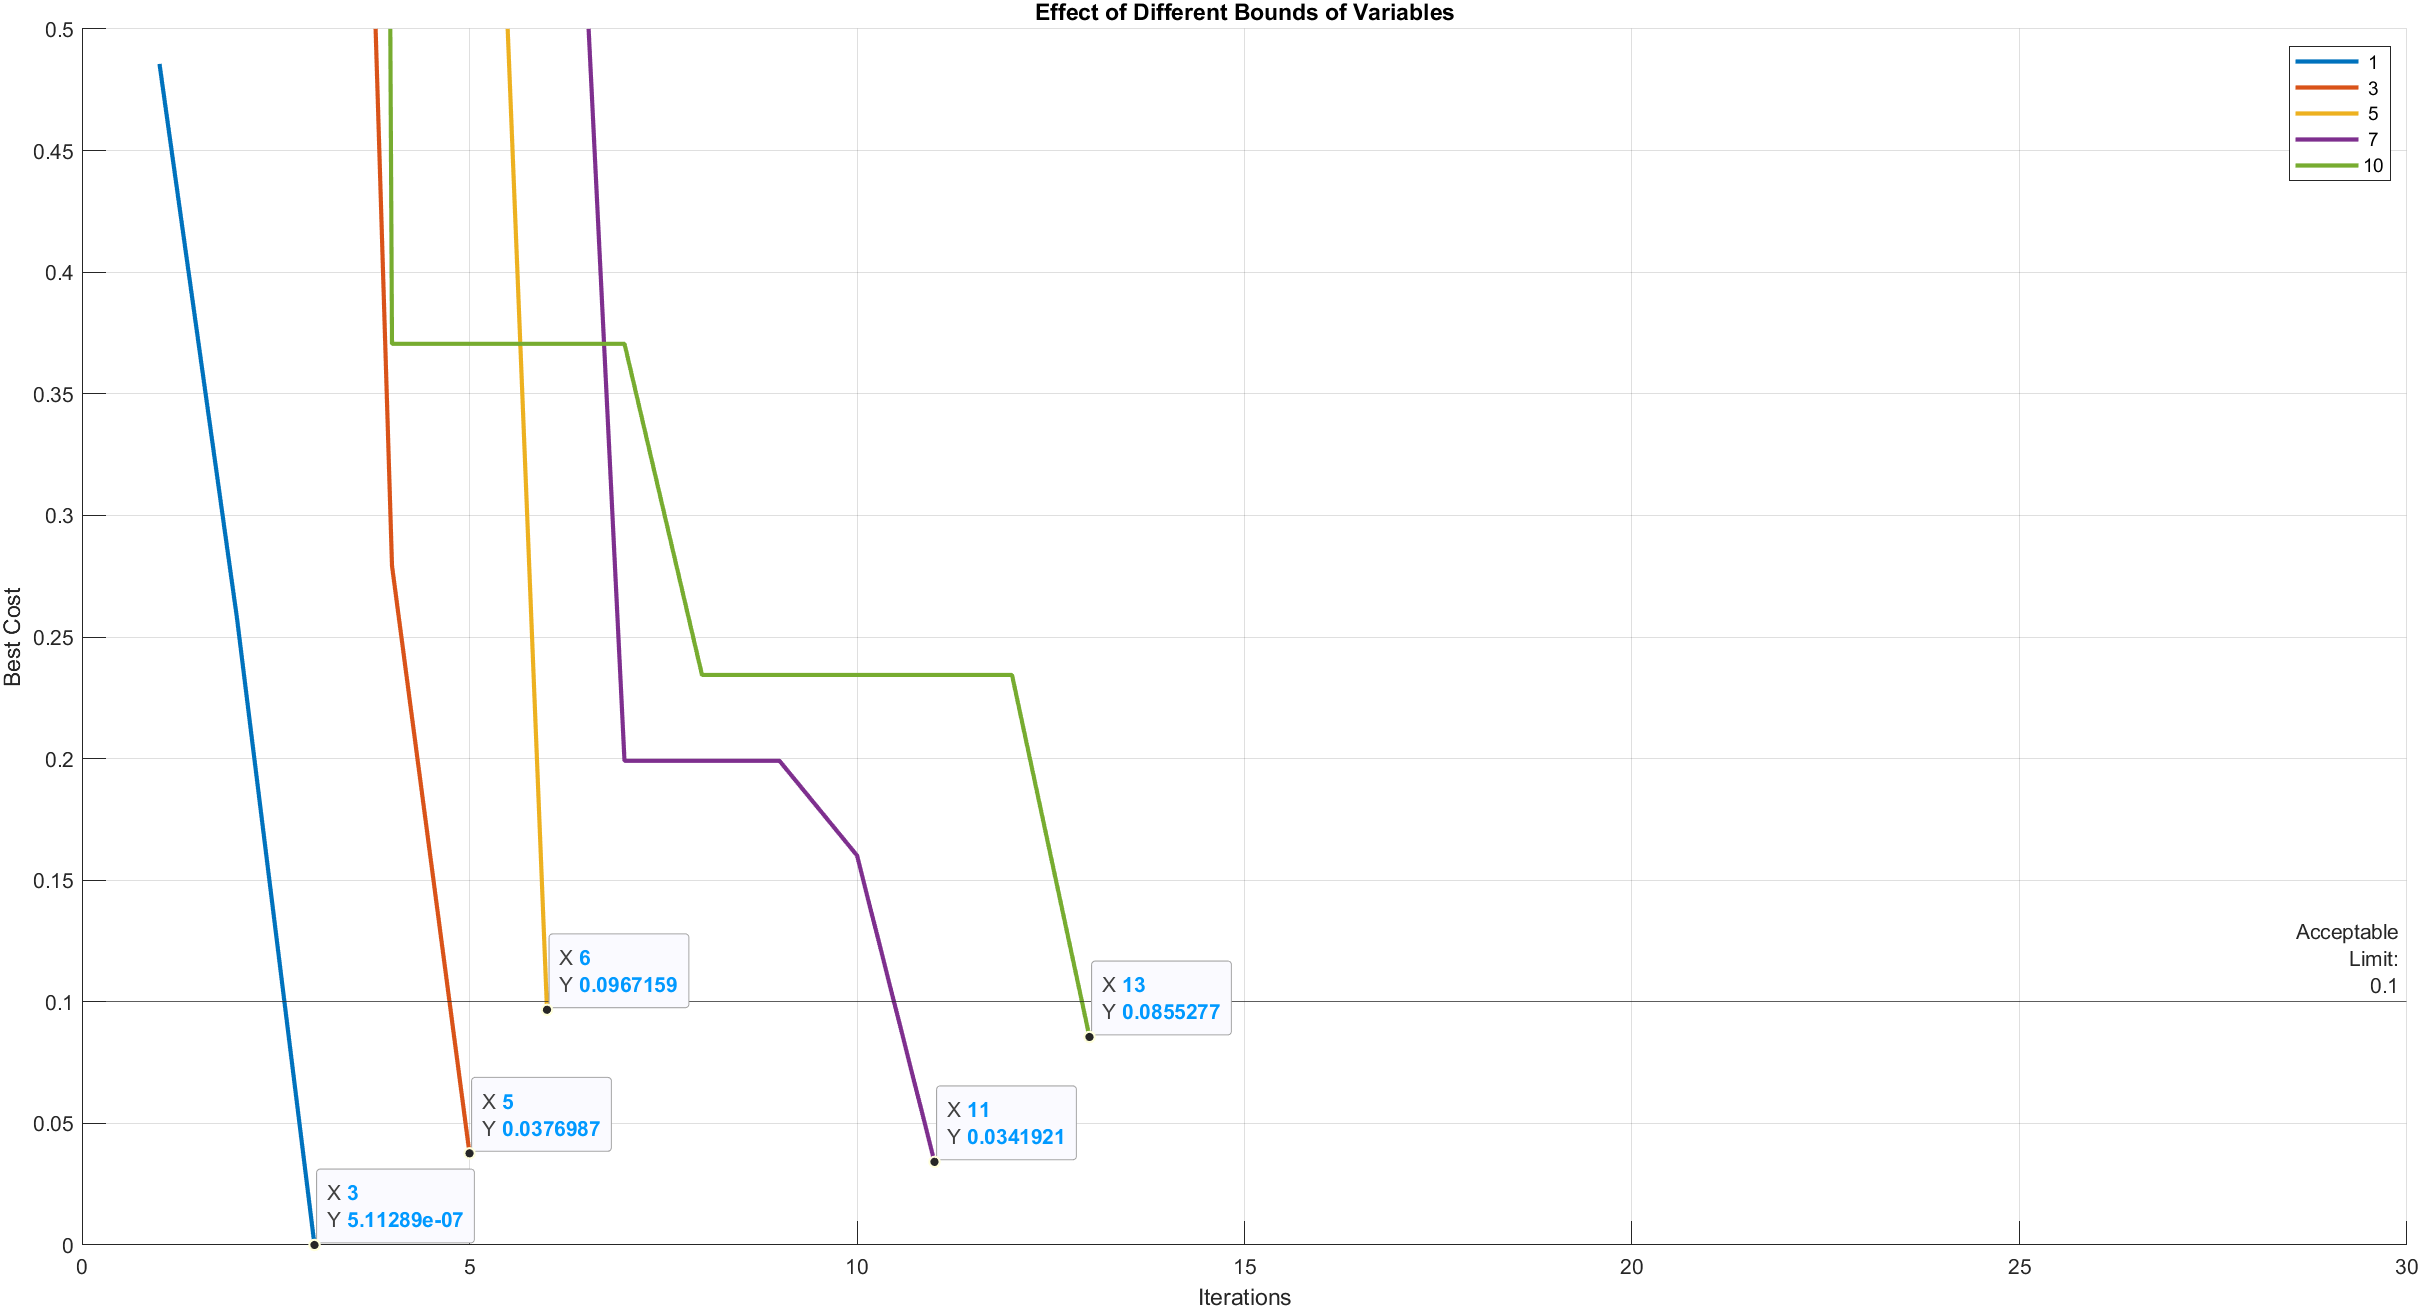 Effect of Different Bounds of Variables
0.5
0.45
0.4
0.35
0.3
0.25
0.2
0.15
0.1
0.05
0
Best Cost
1
3
5
7
10
X 6
Y 0.0967159
X 13
Y 0.0855277
X 5
Y 0.0376987
X 11
Y 0.0341921
X 3
Y 5.11289e-07
Acceptable
Limit:
0.1
0 5 10 15 20 25 30
Iterations